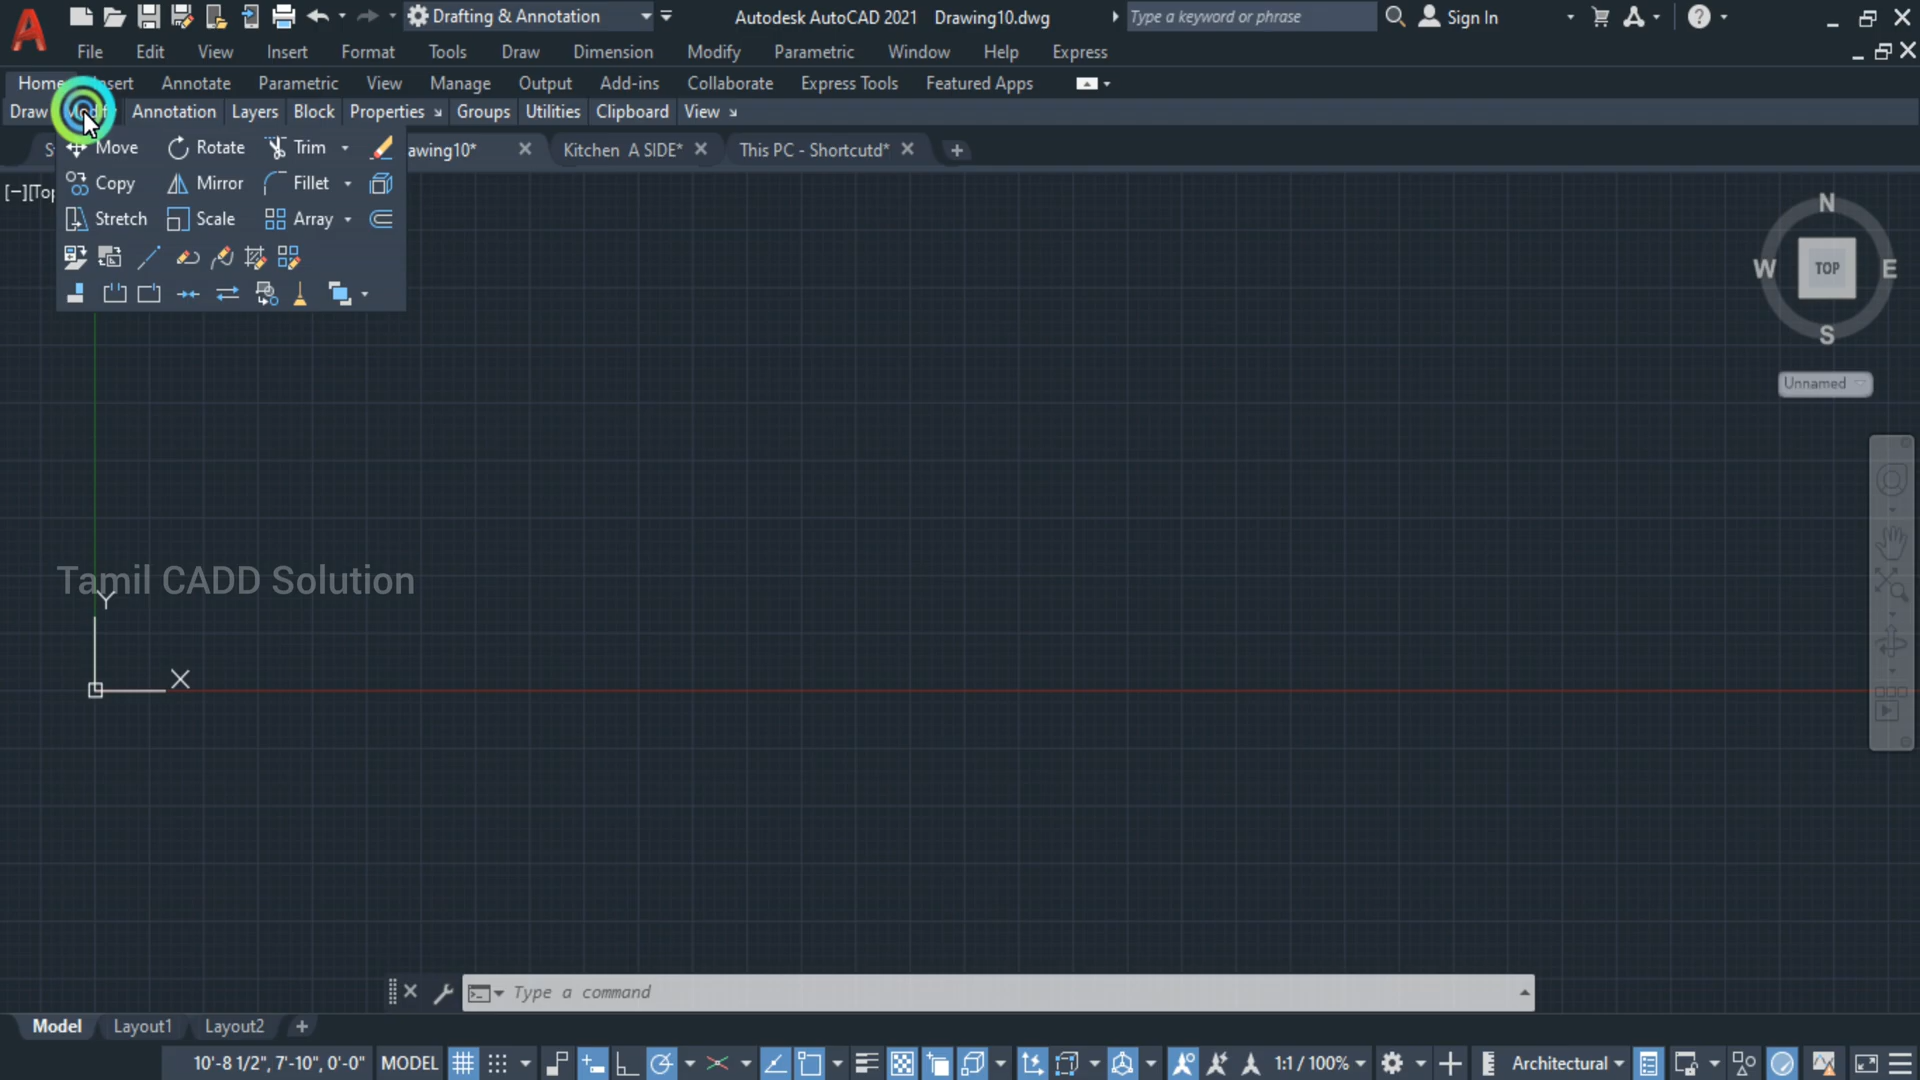 Drafting & Annotation
Autodesk AutoCAD 2021 Drawing10.dwg
Type a keyword or phrase
Sign In
File Edit View Insert Format Tools Draw Dimension Modify Parametric Window Help Express
Home Insert Annotate Parametric View Manage Output Add-ins Collaborate Express Tools Featured Apps
Draw Modify Annotation Layers Block Properties Groups Utilities Clipboard View
awing10* Kitchen A SIDE* This PC - Shortcutd*
Move Rotate Trim
Copy Mirror Fillet
Stretch Scale Array
[−][Top
N
W TOP E
S
Unnamed
Tamil CADD Solution
Y
X
Type a command
Model Layout1 Layout2
10'-8 1/2", 7'-10", 0'-0" MODEL 1:1 / 100% Architectural